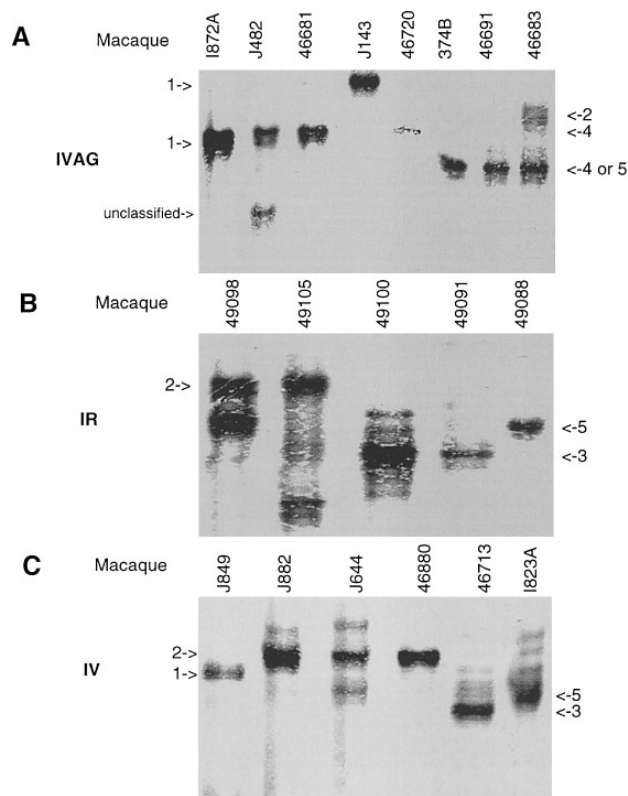 A Macaque I872A J482 46681 J143 46720 374B 46691 46683
1->
<-2
<-4
1->
IVAG
<-4 or 5
unclassified->
B Macaque 49098 49105 49100 49091 49088
2->
IR
<-5
<-3
C Macaque J849 J882 J644 46880 46713 I823A
2->
1->
IV
<-5
<-3